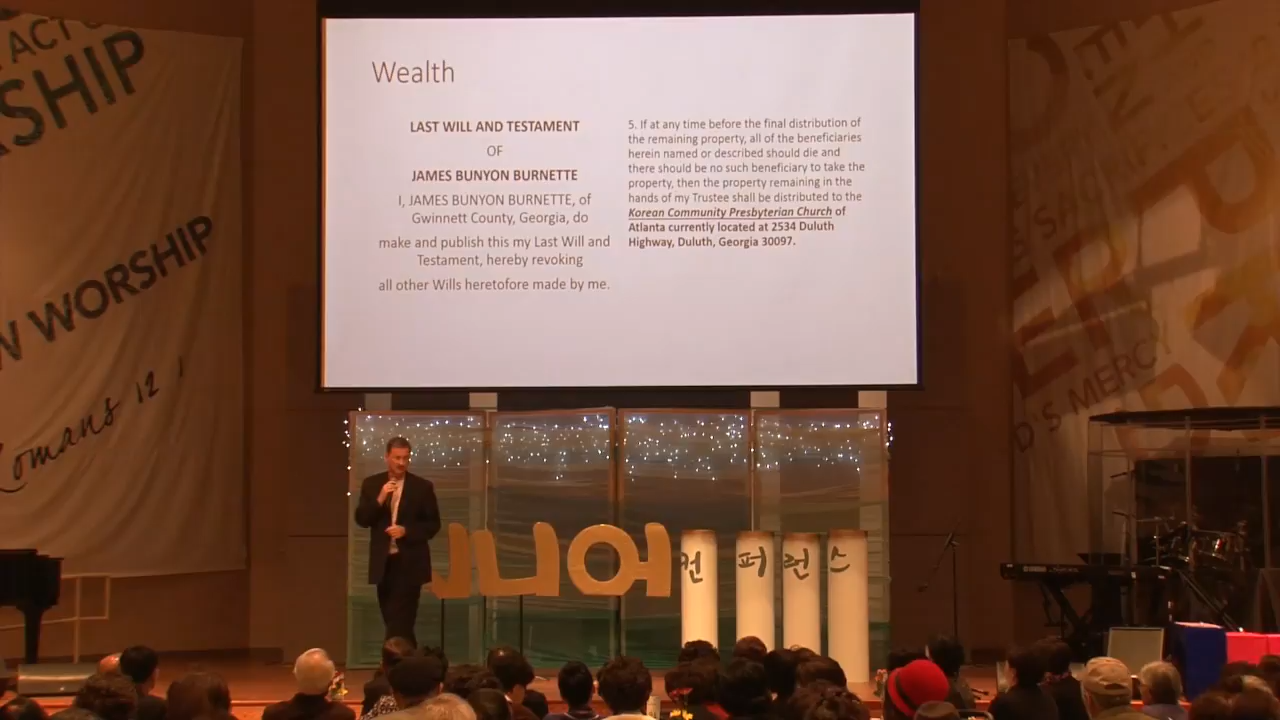 ACTO
SHIP
N WORSHIP
Romans 12 1
Wealth
LAST WILL AND TESTAMENT
OF
JAMES BUNYON BURNETTE
I, JAMES BUNYON BURNETTE, of
Gwinnett County, Georgia, do
make and publish this my Last Will and
Testament, hereby revoking
all other Wills heretofore made by me.
5. If at any time before the final distribution of
the remaining property, all of the beneficiaries
herein named or described should die and
there should be no such beneficiary to take the
property, then the property remaining in the
hands of my Trustee shall be distributed to the
Korean Community Presbyterian Church of
Atlanta currently located at 2534 Duluth
Highway, Duluth, Georgia 30097.
D'S MERCY
니어
컨 퍼 런 스